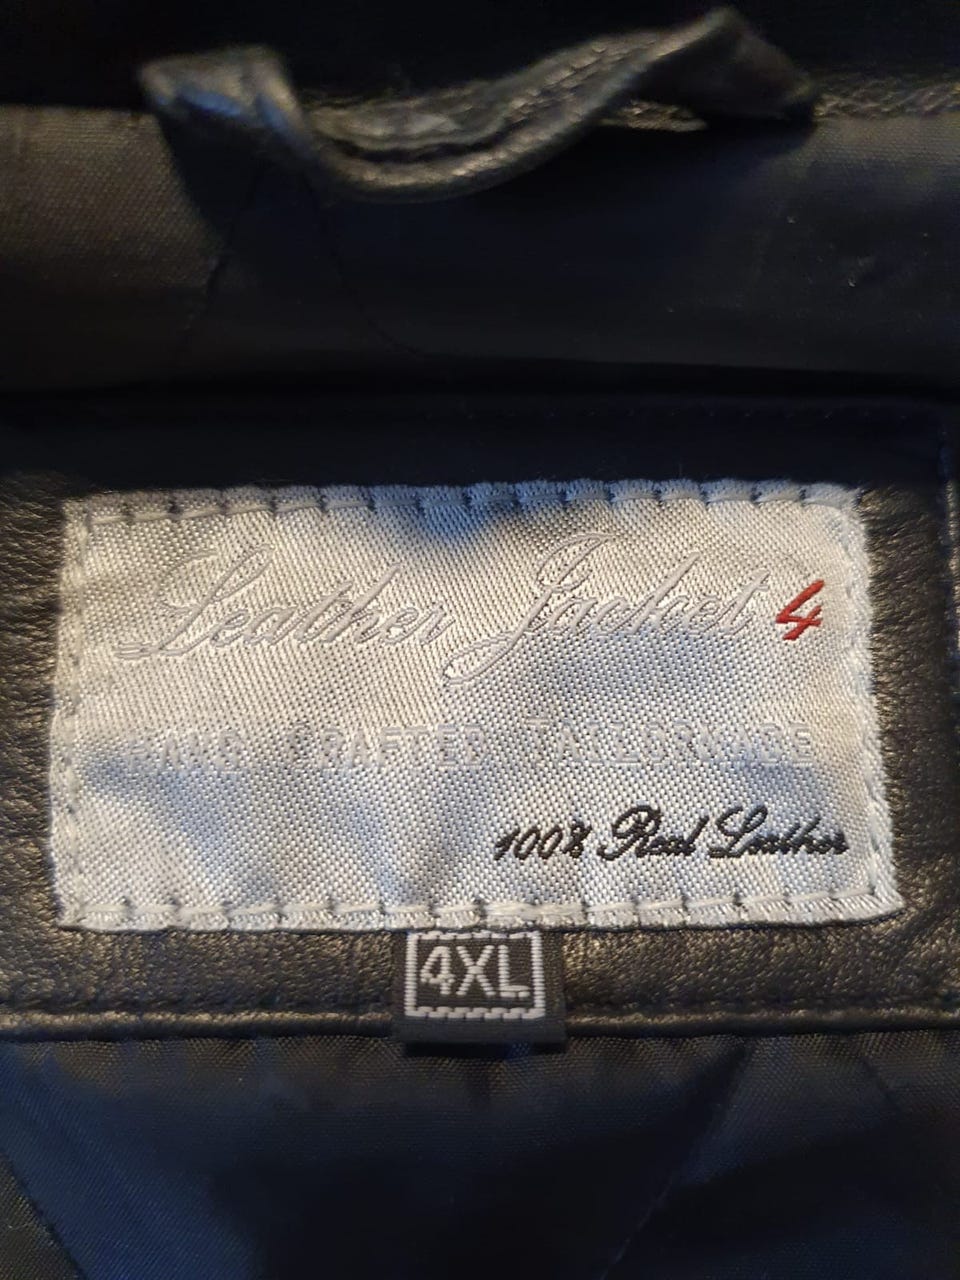 Leather Jacket 4
HAND CRAFTED TAILORMADE
100% Real Leather
4XL